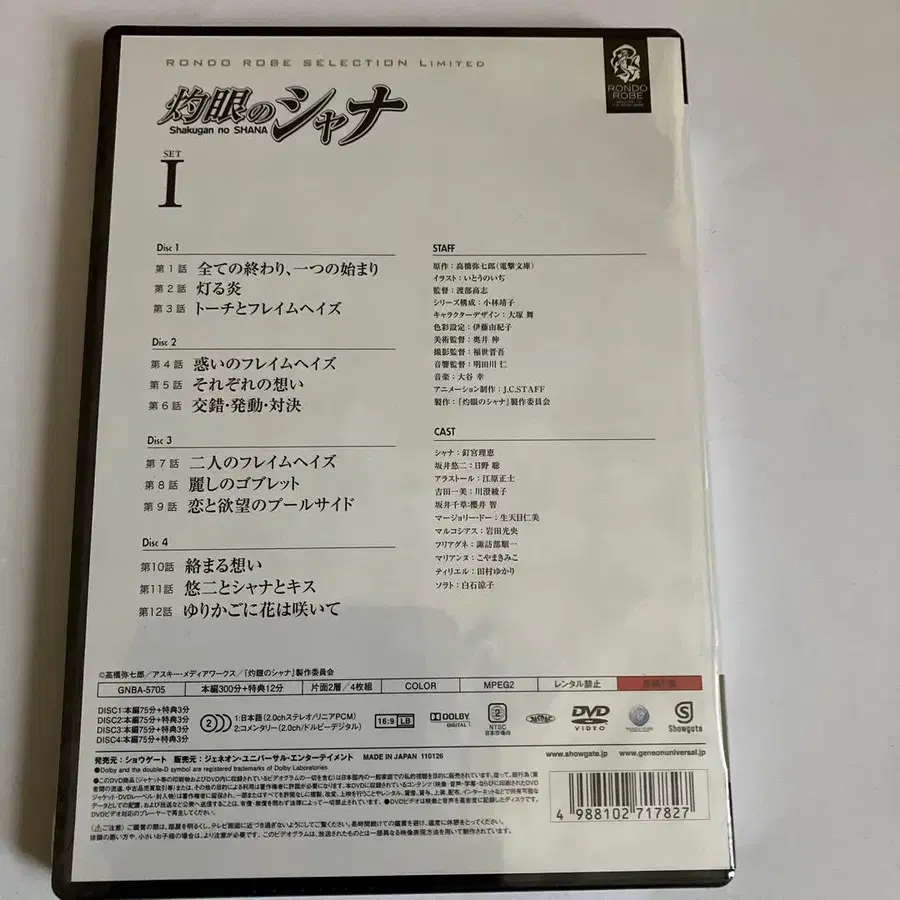 RONDO ROBE SELECTION LIMITED
RONDO
ROBE
灼眼のシャナ
Shakugan no SHANA
SET
I
Disc 1
第1話 全ての終わり、一つの始まり
第2話 灯る炎
第3話 トーチとフレイムヘイズ
Disc 2
第4話 惑いのフレイムヘイズ
第5話 それぞれの想い
第6話 交錯・発動・対決
Disc 3
第7話 二人のフレイムヘイズ
第8話 麗しのゴブレット
第9話 恋と欲望のプールサイド
Disc 4
第10話 絡まる想い
第11話 悠二とシャナとキス
第12話 ゆりかごに花は咲いて
STAFF
原作：高橋弥七郎（電撃文庫）
イラスト：いとうのいぢ
監督：渡部高志
シリーズ構成：小林靖子
キャラクターデザイン：大塚 舞
色彩設定：伊藤由紀子
美術監督：奥井 伸
撮影監督：福世晋吾
音響監督：明田川 仁
音楽：大谷 幸
アニメーション制作：J.C.STAFF
製作：『灼眼のシャナ』製作委員会
CAST
シャナ：釘宮理恵
坂井悠二：日野 聡
アラストール：江原正士
吉田一美：川澄綾子
坂井千草：櫻井 智
マージョリー・ドー：生天目仁美
マルコシアス：岩田光央
フリアグネ：諏訪部順一
マリアンヌ：こやまきみこ
ティリエル：田村ゆかり
ソラト：白石涼子
©高橋弥七郎／アスキー・メディアワークス／『灼眼のシャナ』製作委員会
GNBA-5705 本編300分＋特典12分 片面2層／4枚組 COLOR MPEG2 レンタル禁止
DISC1：本編75分＋特典3分
DISC2：本編75分＋特典3分
DISC3：本編75分＋特典3分
DISC4：本編75分＋特典3分
2 1：日本語（2.0chステレオ/リニアPCM）
2：コメンタリー（2.0ch/ドルビーデジタル）
16:9 LB
DOLBY DIGITAL
2
NTSC
日本市場向
DVD VIDEO
Showgate
発売元：ショウゲート 販売元：ジェネオン・ユニバーサル・エンターテイメント MADE IN JAPAN 110126
www.showgate.jp www.geneonuniversal.jp
●Dolby and the double-D symbol are registered trademarks of Dolby Laboratories
4 988102 717827